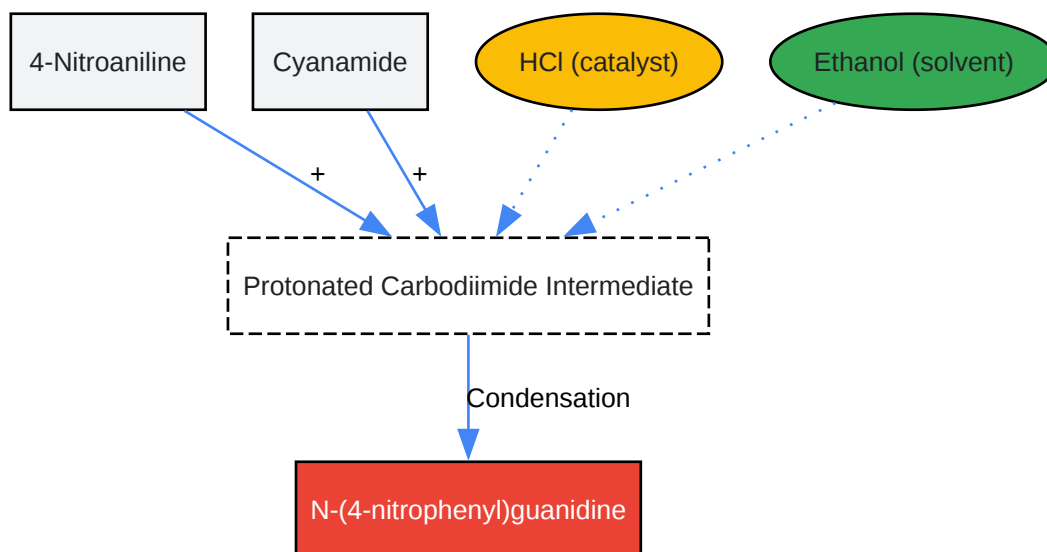 4-Nitroaniline
Cyanamide
HCl (catalyst)
Ethanol (solvent)
+
+
Protonated Carbodiimide Intermediate
Condensation
N-(4-nitrophenyl)guanidine